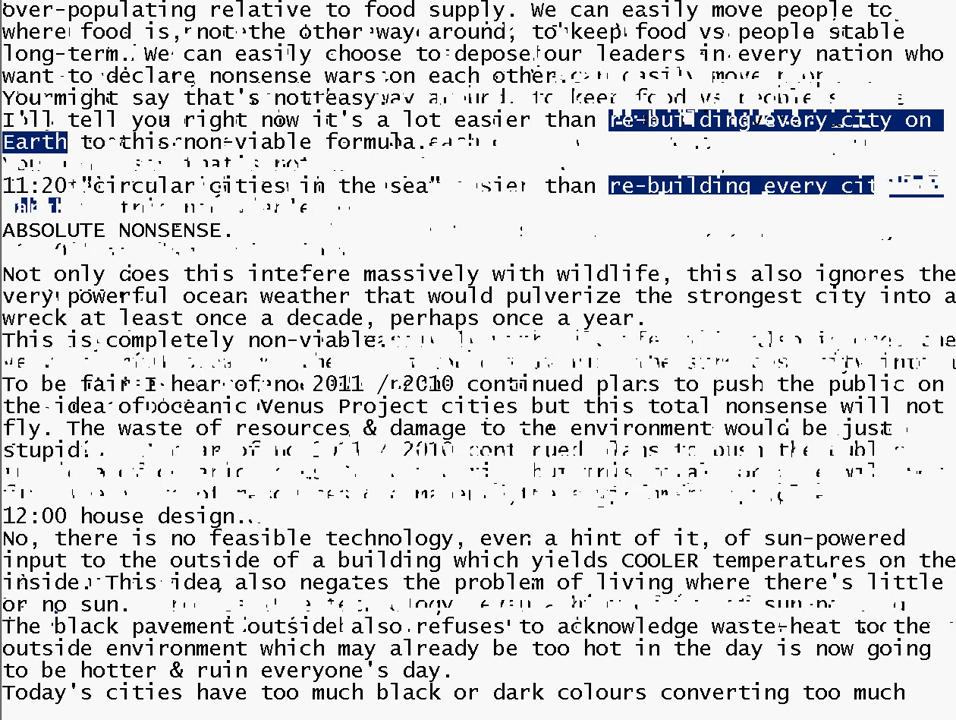 over-populating relative to food supply. We can easily move people to
where food is, not the other way around, to keep food vs people stable
long-term. We can easily choose to depose our leaders in every nation who
want to declare nonsense wars on each other.
You might say that's not easy.
I'll tell you right now it's a lot easier than re-building every city on
Earth to this non-viable formula.
11:20 "circular cities in the sea"
ABSOLUTE NONSENSE.
Not only does this intefere massively with wildlife, this also ignores the
very powerful ocean weather that would pulverize the strongest city into a
wreck at least once a decade, perhaps once a year.
This is completely non-viable.
To be fair I hear of no 2011 / 2010 continued plans to push the public on
the idea of oceanic Venus Project cities but this total nonsense will not
fly. The waste of resources & damage to the environment would be just
stupid.
12:00 house design.
No, there is no feasible technology, even a hint of it, of sun-powered
input to the outside of a building which yields COOLER temperatures on the
inside. This idea also negates the problem of living where there's little
or no sun.
The black pavement outside also refuses to acknowledge waste-heat to the
outside environment which may already be too hot in the day is now going
to be hotter & ruin everyone's day.
Today's cities have too much black or dark colours converting too much